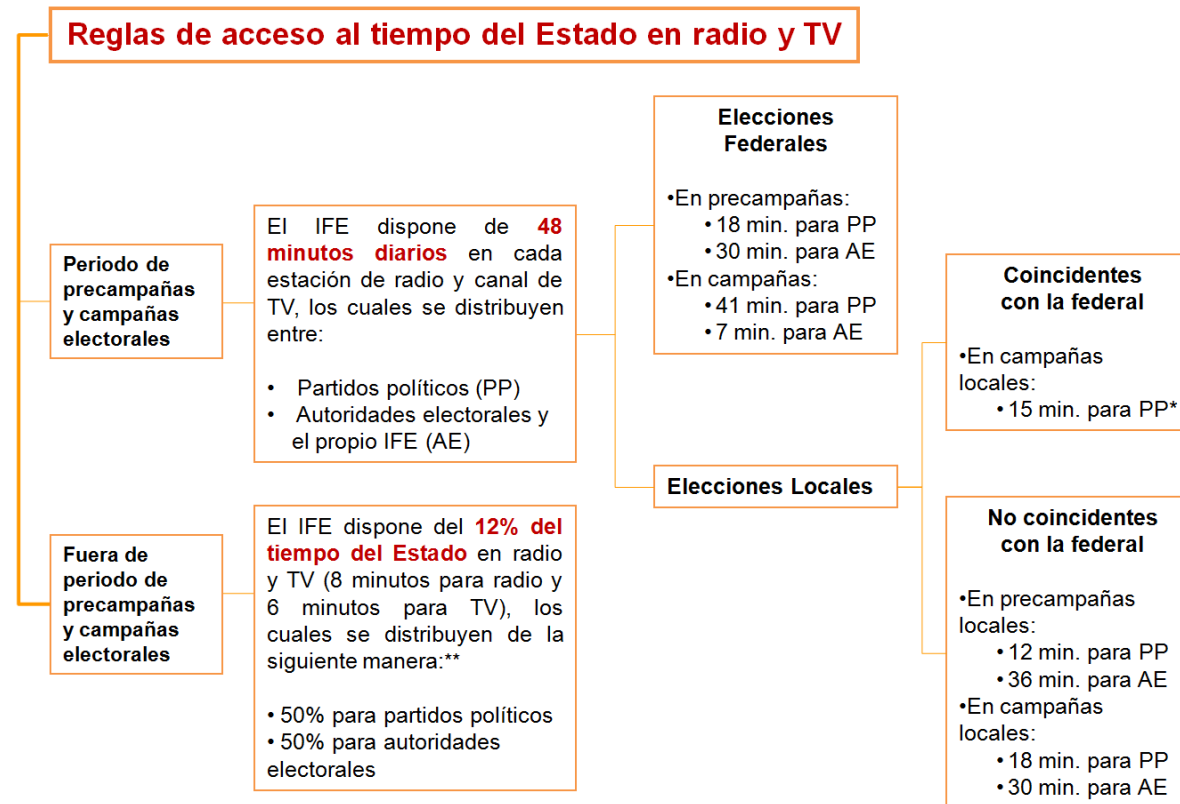 Reglas de acceso al tiempo del Estado en radio y TV
Periodo de
precampañas
y campañas
electorales
El IFE dispone de 48
minutos diarios en cada
estación de radio y canal de
TV, los cuales se distribuyen
entre:
• Partidos políticos (PP)
• Autoridades electorales y
el propio IFE (AE)
Elecciones
Federales
•En precampañas:
•18 min. para PP
•30 min. para AE
•En campañas:
•41 min. para PP
•7 min. para AE
Elecciones Locales
Coincidentes
con la federal
•En campañas
locales:
•15 min. para PP*
No coincidentes
con la federal
•En precampañas
locales:
•12 min. para PP
•36 min. para AE
•En campañas
locales:
•18 min. para PP
•30 min. para AE
Fuera de
periodo de
precampañas
y campañas
electorales
El IFE dispone del 12% del
tiempo del Estado en radio
y TV (8 minutos para radio y
6 minutos para TV), los
cuales se distribuyen de la
siguiente manera:**
• 50% para partidos políticos
• 50% para autoridades
electorales